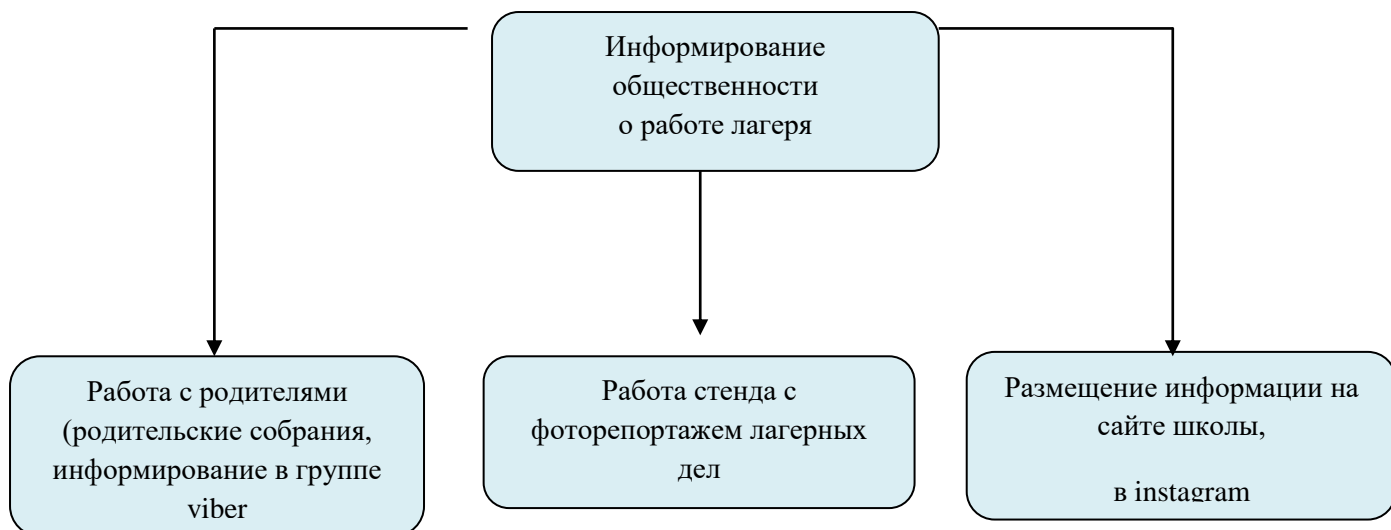 Информирование
общественности
о работе лагеря
Работа с родителями
(родительские собрания,
информирование в группе
viber
Работа стенда с
фоторепортажем лагерных
дел
Размещение информации на
сайте школы,
в instagram